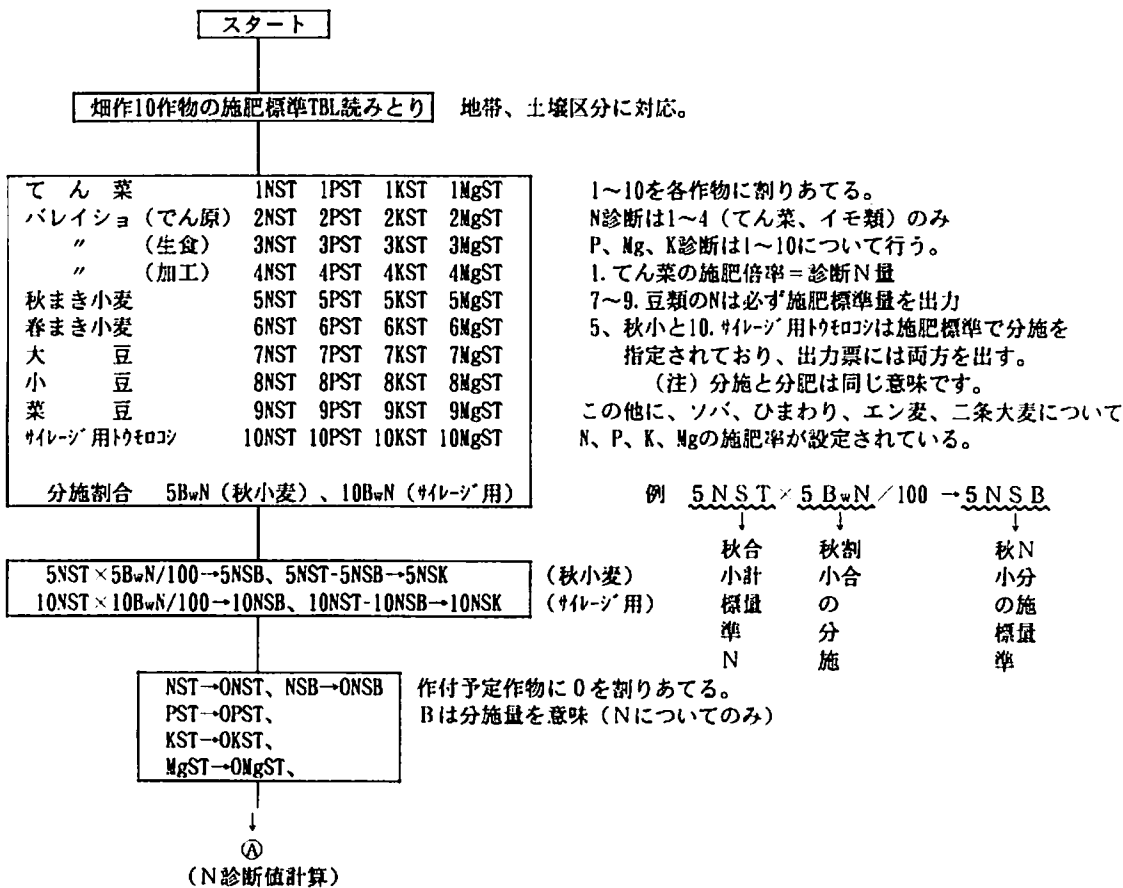 スタート
畑作10作物の施肥標準TBL読みとり 地帯、土壌区分に対応。
てん菜 1NST 1PST 1KST 1MgST
バレイショ(でん原) 2NST 2PST 2KST 2MgST
〃 (生食) 3NST 3PST 3KST 3MgST
〃 (加工) 4NST 4PST 4KST 4MgST
秋まき小麦 5NST 5PST 5KST 5MgST
春まき小麦 6NST 6PST 6KST 6MgST
大豆 7NST 7PST 7KST 7MgST
小豆 8NST 8PST 8KST 8MgST
菜豆 9NST 9PST 9KST 9MgST
サイレージ用トウモロコシ 10NST 10PST 10KST 10MgST
分施割合 5BwN(秋小麦)、10BwN(サイレージ用)
1~10を各作物に割りあてる。
N診断は1~4(てん菜、イモ類)のみ
P、Mg、K診断は1~10について行う。
1.てん菜の施肥倍率=診断N量
7~9.豆類のNは必ず施肥標準量を出力
5、秋小と10.サイレージ用トウモロコシは施肥標準で分施を
指定されており、出力票には両方を出す。
(注)分施と分肥は同じ意味です。
この他に、ソバ、ひまわり、エン麦、二条大麦について
N、P、K、Mgの施肥率が設定されている。
例 5NST×5BwN/100→5NSB
↓ ↓ ↓
秋合 秋割 秋N
小計 小合 小分
標量 の の施
準 分 標量
N 施 準
5NST×5BwN/100→5NSB、5NST-5NSB→5NSK (秋小麦)
10NST×10BwN/100→10NSB、10NST-10NSB→10NSK (サイレージ用)
NST→0NST、NSB→0NSB 作付予定作物に0を割りあてる。
PST→0PST、 Bは分施量を意味(Nについてのみ)
KST→0KST、
MgST→0MgST、
↓
Ⓐ
(N診断値計算)